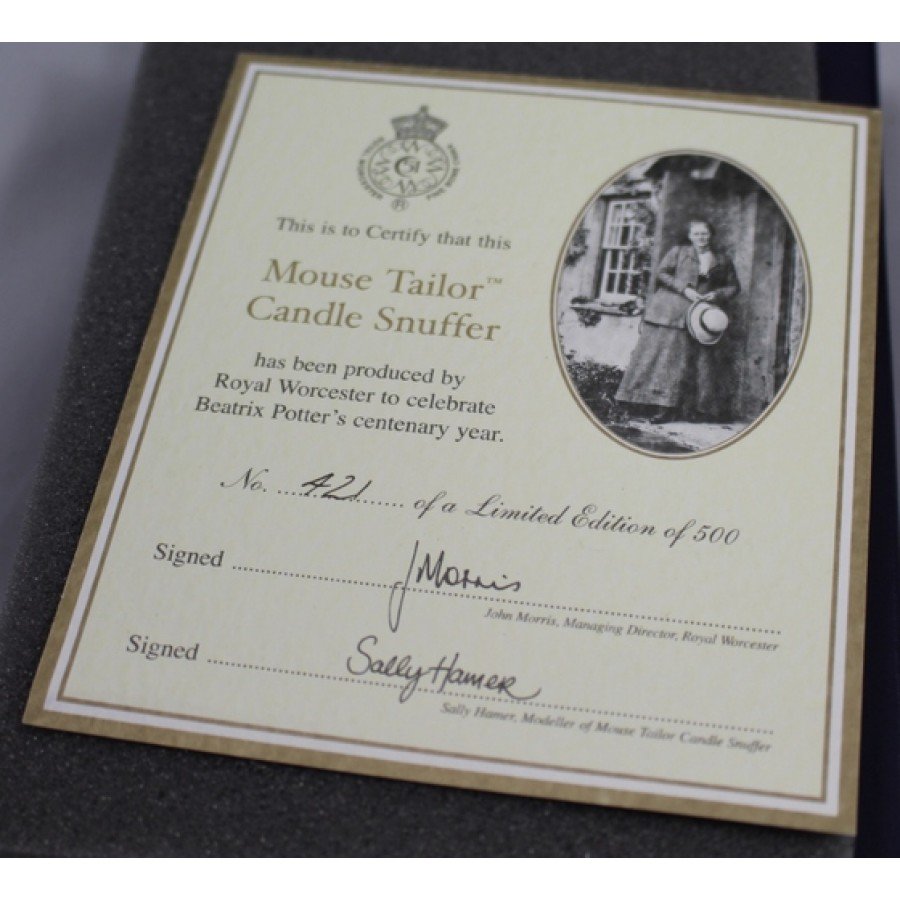 This is to Certify that this
Mouse Tailor™
Candle Snuffer
has been produced by
Royal Worcester to celebrate
Beatrix Potter's centenary year.
No. 421 of a Limited Edition of 500
Signed JMorris
John Morris, Managing Director, Royal Worcester
Signed Sally Hamer
Sally Hamer, Modeller of Mouse Tailor Candle Snuffer